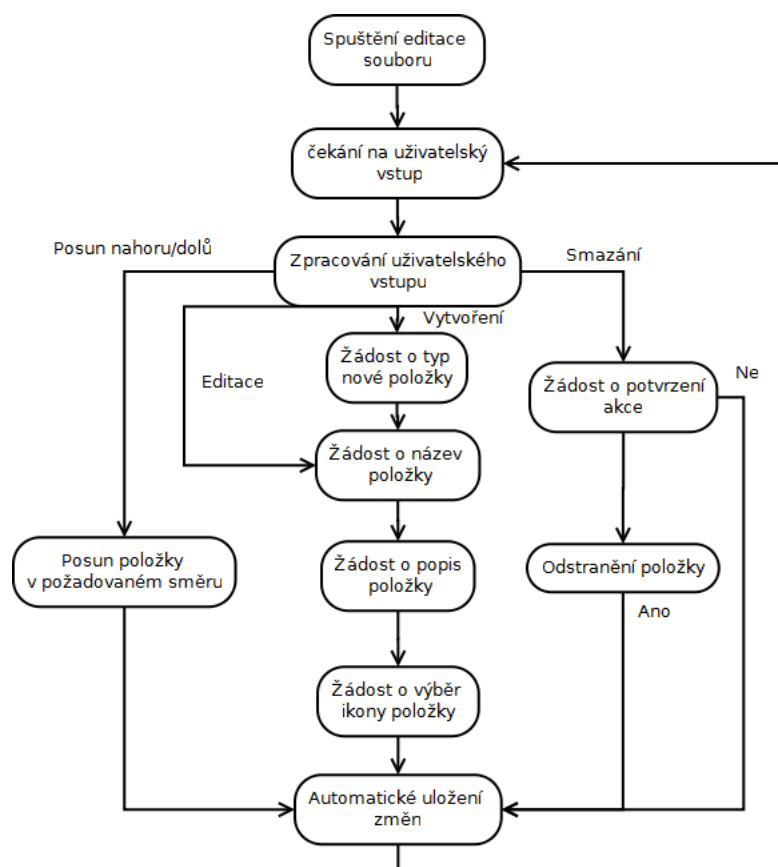 Spuštění editace
souboru
čekání na uživatelský
vstup
Posun nahoru/dolů
Zpracování uživatelského
vstupu
Smazání
Vytvoření
Editace
Žádost o typ
nové položky
Žádost o potvrzení
akce
Ne
Žádost o název
položky
Posun položky
v požadovaném směru
Žádost o popis
položky
Odstranění položky
Ano
Žádost o výběr
ikony položky
Automatické uložení
změn